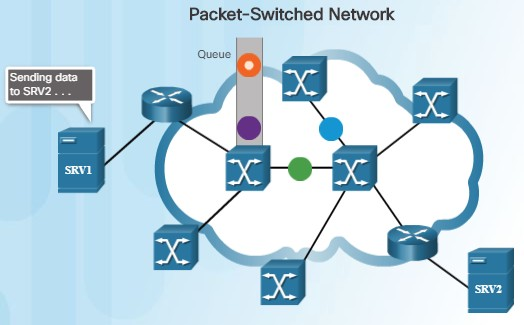 Packet-Switched Network
Queue
Sending data
to SRV2 . . .
SRV1
SRV2